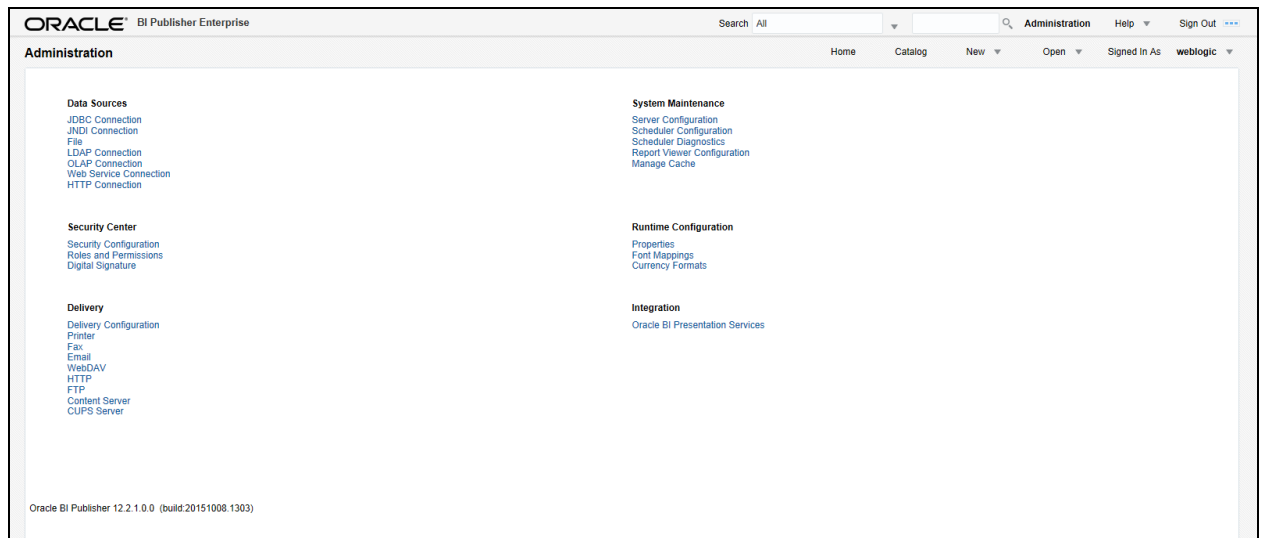 ORACLE BI Publisher Enterprise Search All Administration Help Sign Out
Administration Home Catalog New Open Signed In As weblogic
Data Sources
JDBC Connection
JNDI Connection
File
LDAP Connection
OLAP Connection
Web Service Connection
HTTP Connection
System Maintenance
Server Configuration
Scheduler Configuration
Scheduler Diagnostics
Report Viewer Configuration
Manage Cache
Security Center
Security Configuration
Roles and Permissions
Digital Signature
Runtime Configuration
Properties
Font Mappings
Currency Formats
Delivery
Delivery Configuration
Printer
Fax
Email
WebDAV
HTTP
FTP
Content Server
CUPS Server
Integration
Oracle BI Presentation Services
Oracle BI Publisher 12.2.1.0.0 (build:20151008.1303)